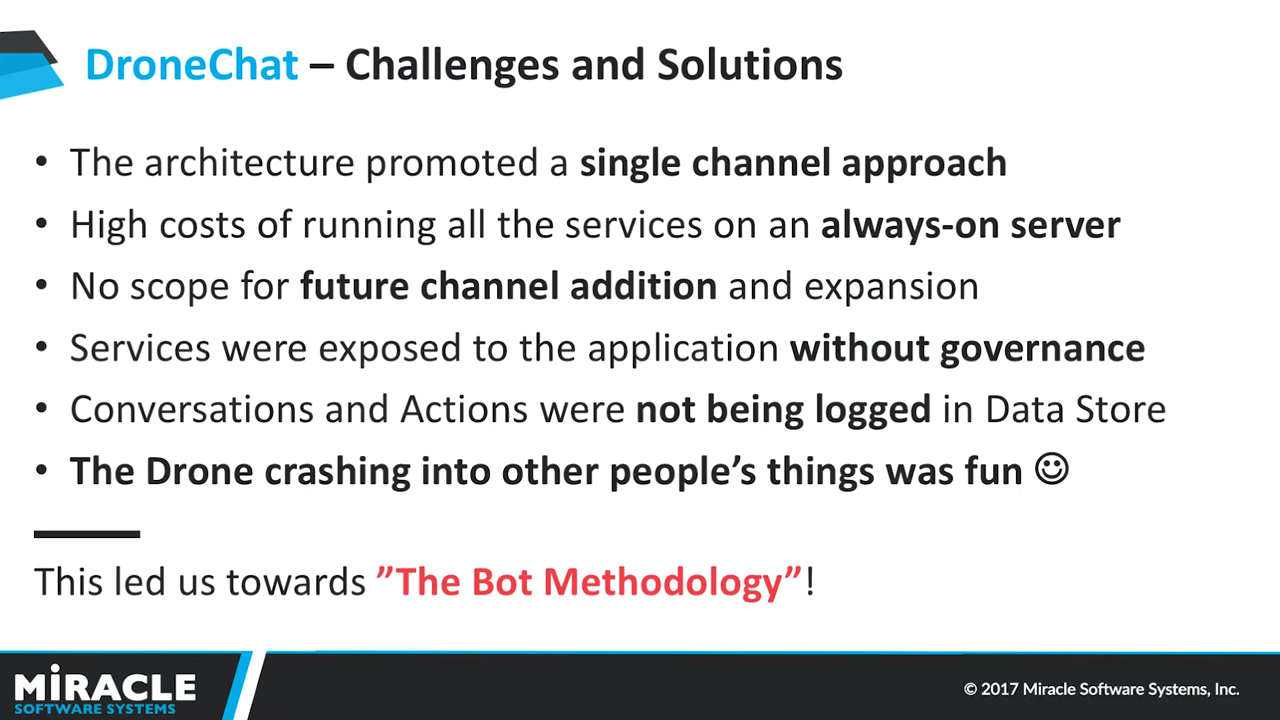 DroneChat – Challenges and Solutions
• The architecture promoted a single channel approach
• High costs of running all the services on an always-on server
• No scope for future channel addition and expansion
• Services were exposed to the application without governance
• Conversations and Actions were not being logged in Data Store
• The Drone crashing into other people’s things was fun ☺
This led us towards ”The Bot Methodology”!
MiRACLE
SOFTWARE SYSTEMS
© 2017 Miracle Software Systems, Inc.